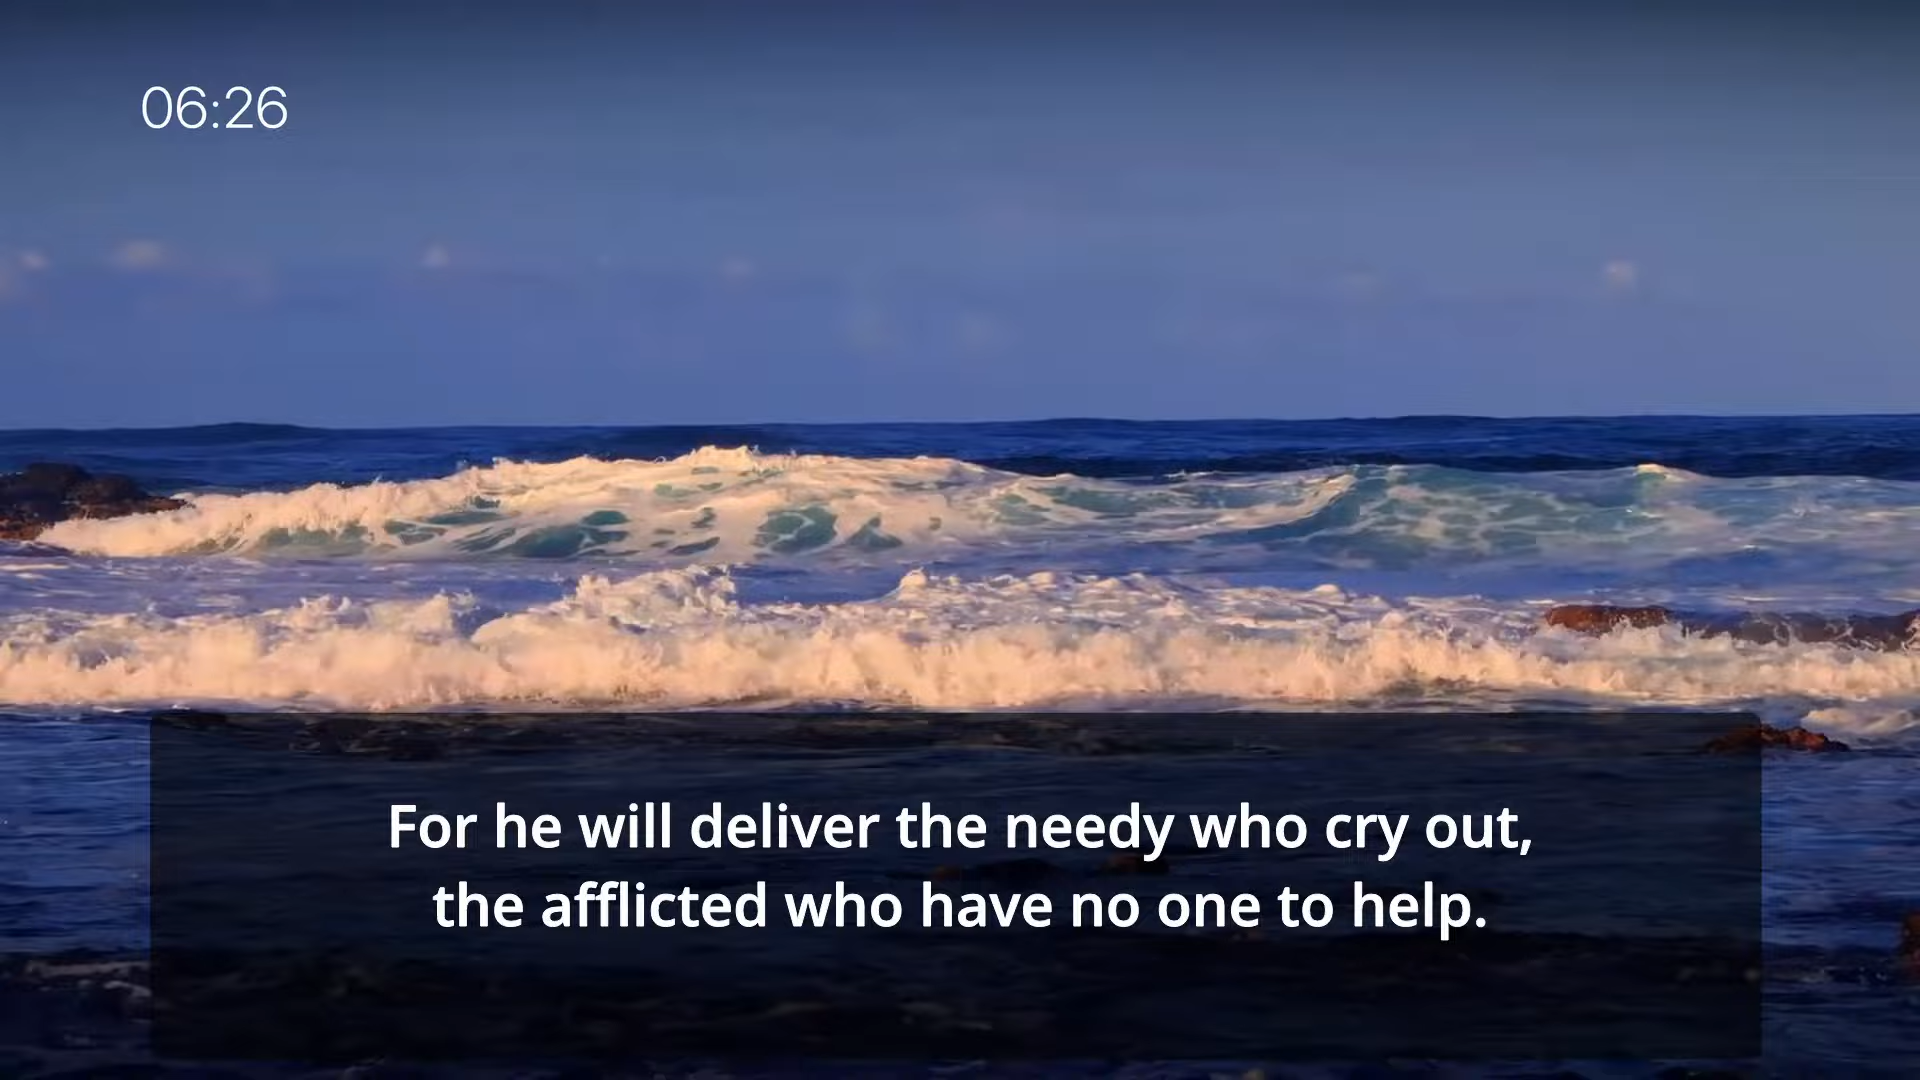 06:26
For he will deliver the needy who cry out,
the afflicted who have no one to help.